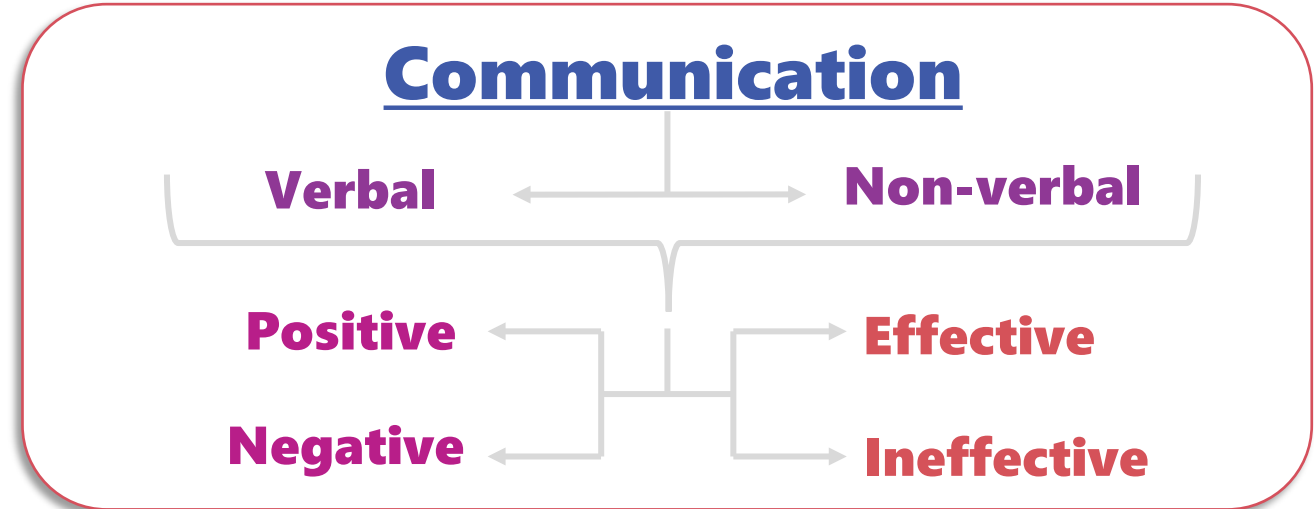 Communication
Verbal Non-verbal
Positive Effective
Negative Ineffective